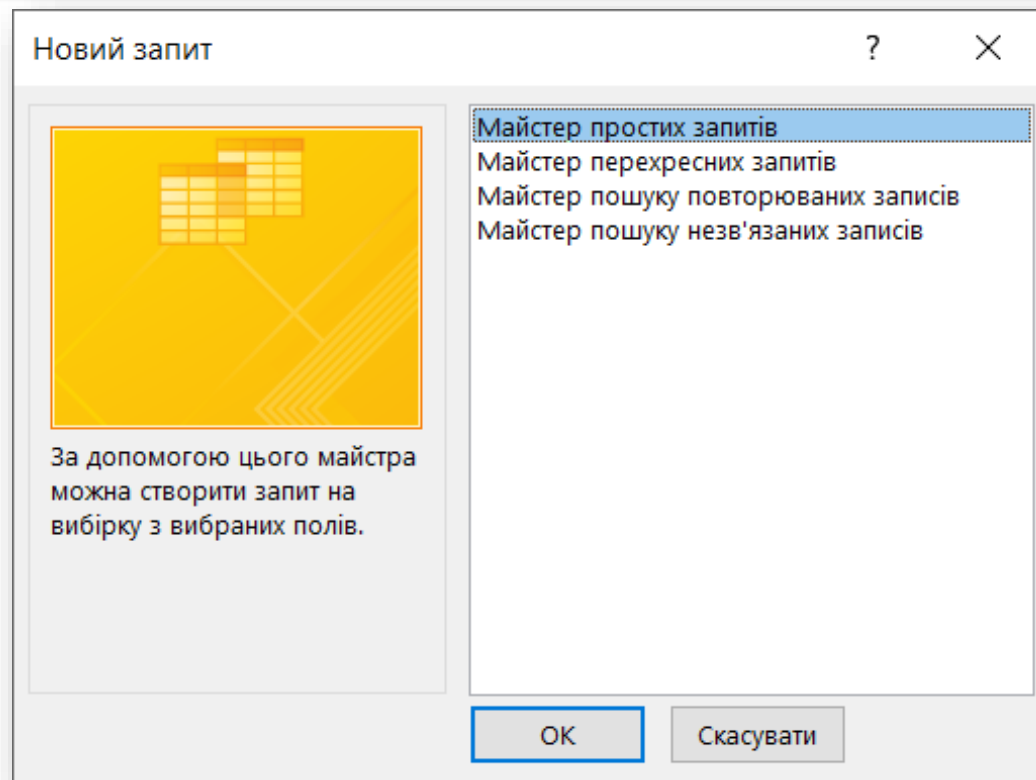 Новий запит
?
Майстер простих запитів
Майстер перехресних запитів
Майстер пошуку повторюваних записів
Майстер пошуку незв'язаних записів
За допомогою цього майстра
можна створити запит на
вибірку з вибраних полів.
ОК
Скасувати